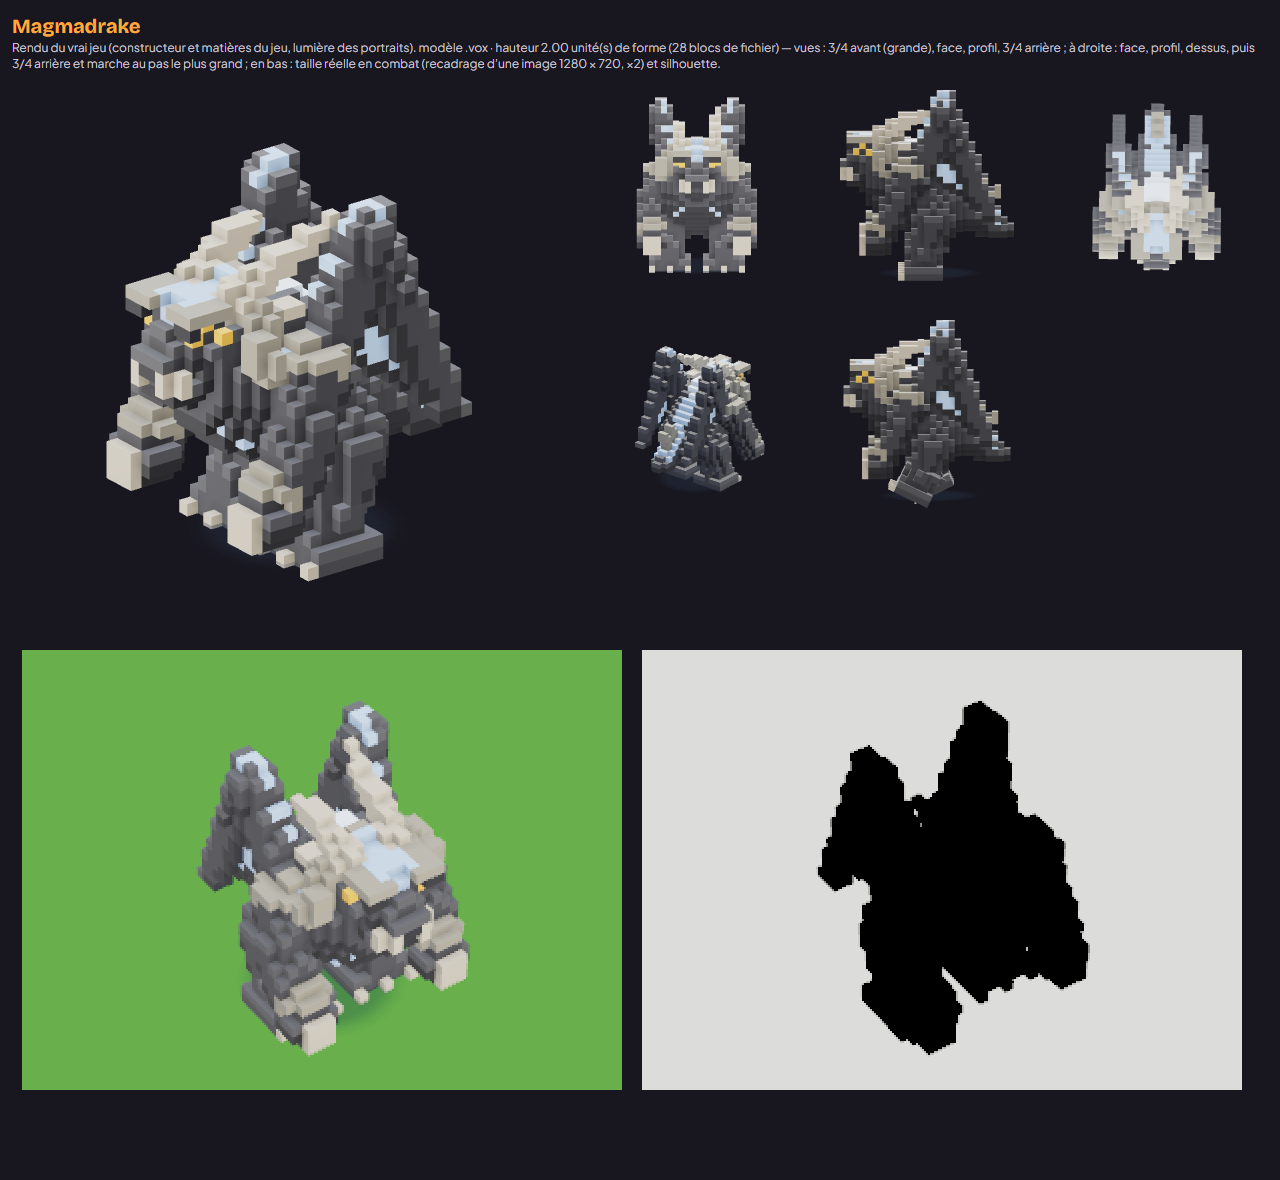 Magmadrake
Rendu du vrai jeu (constructeur et matières du jeu, lumière des portraits). modèle .vox · hauteur 2.00 unité(s) de forme (28 blocs de fichier) — vues : 3/4 avant (grande), face, profil, 3/4 arrière ; à droite : face, profil, dessus, puis
3/4 arrière et marche au pas le plus grand ; en bas : taille réelle en combat (recadrage d'une image 1280 × 720, ×2) et silhouette.